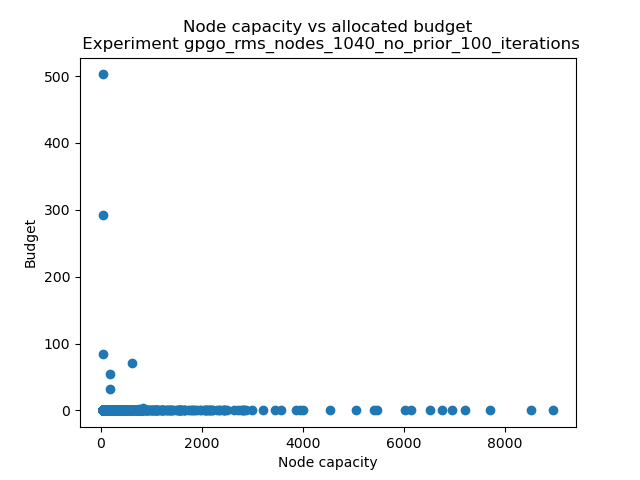 Node capacity vs allocated budget
Experiment gpgo_rms_nodes_1040_no_prior_100_iterations
500
400
300
200
100
0
Budget
0 2000 4000 6000 8000
Node capacity